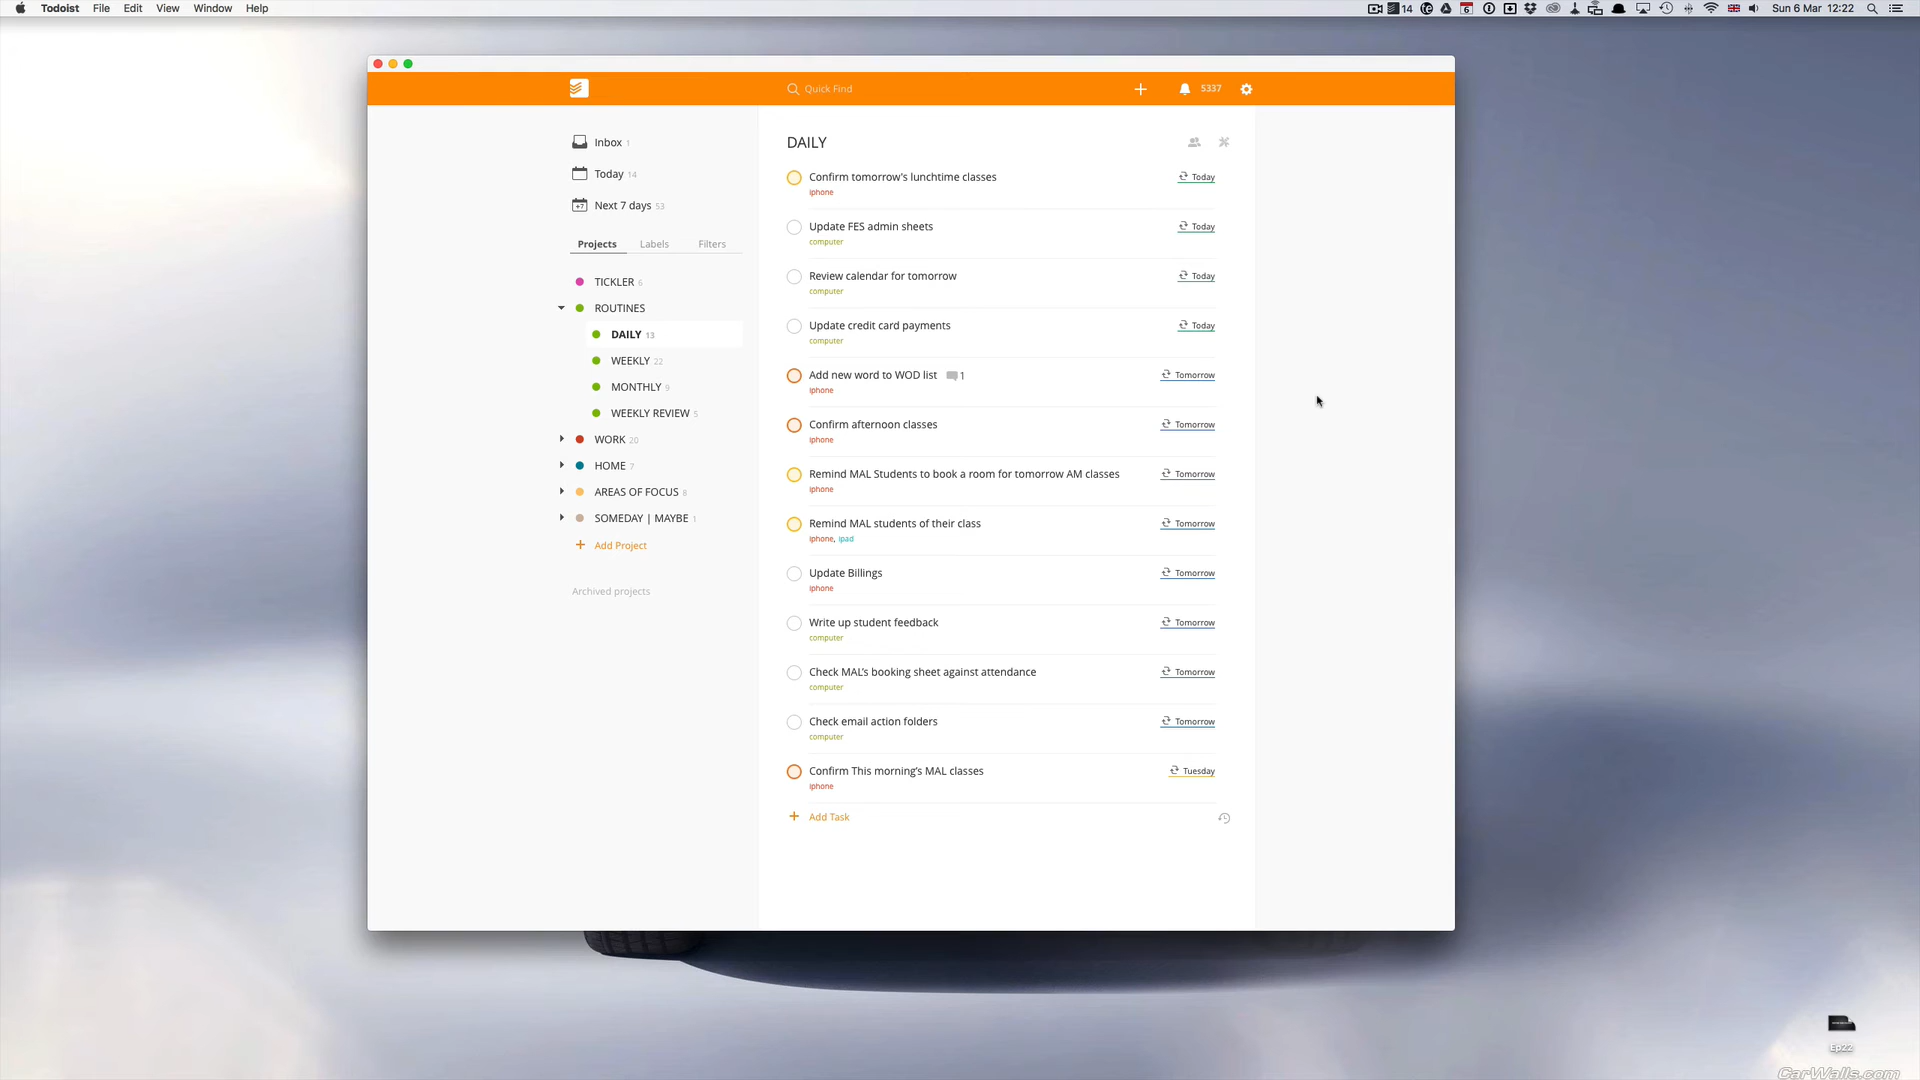 Todoist File Edit View Window Help
14 6 Sun 6 Mar 12:22
Quick Find 5337
Inbox 1
Today 14
+7 Next 7 days 53
Projects Labels Filters
TICKLER 6
ROUTINES
DAILY 13
WEEKLY 22
MONTHLY 9
WEEKLY REVIEW 5
WORK 20
HOME 7
AREAS OF FOCUS 8
SOMEDAY | MAYBE 1
+ Add Project
Archived projects
DAILY
Confirm tomorrow's lunchtime classes Today
iphone
Update FES admin sheets Today
computer
Review calendar for tomorrow Today
computer
Update credit card payments Today
computer
Add new word to WOD list 1 Tomorrow
iphone
Confirm afternoon classes Tomorrow
iphone
Remind MAL Students to book a room for tomorrow AM classes Tomorrow
iphone
Remind MAL students of their class Tomorrow
iphone, ipad
Update Billings Tomorrow
iphone
Write up student feedback Tomorrow
computer
Check MAL's booking sheet against attendance Tomorrow
computer
Check email action folders Tomorrow
computer
Confirm This morning's MAL classes Tuesday
iphone
+ Add Task
Ep22
CarWalls.com